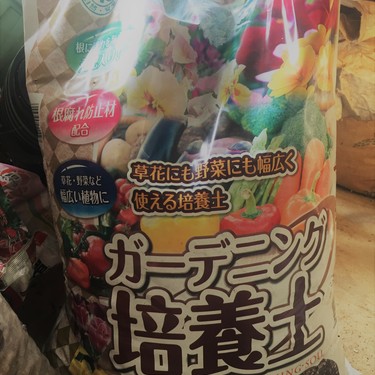 根腐れ防止材
配合
草花・野菜など
幅広い植物に
草花にも野菜にも幅広く
使える培養土
ガーデニング
培養土